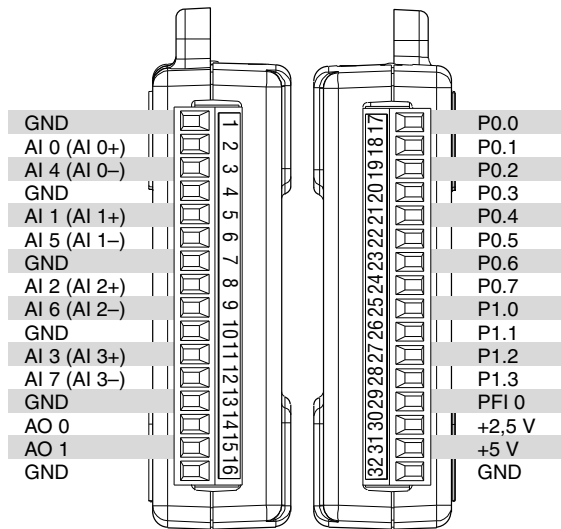 GND 1
AI 0 (AI 0+) 2
AI 4 (AI 0–) 3
GND 4
AI 1 (AI 1+) 5
AI 5 (AI 1–) 6
GND 7
AI 2 (AI 2+) 8
AI 6 (AI 2–) 9
GND 10
AI 3 (AI 3+) 11
AI 7 (AI 3–) 12
GND 13
AO 0 14
AO 1 15
GND 16
17 P0.0
18 P0.1
19 P0.2
20 P0.3
21 P0.4
22 P0.5
23 P0.6
24 P0.7
25 P1.0
26 P1.1
27 P1.2
28 P1.3
29 PFI 0
30 +2,5 V
31 +5 V
32 GND